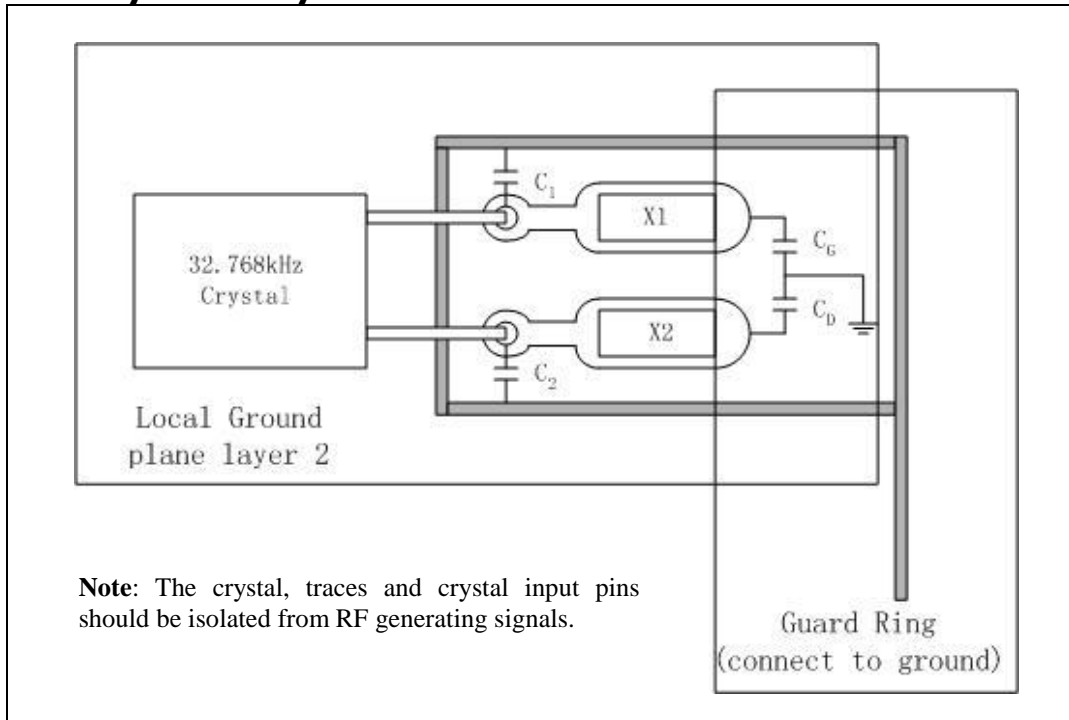 32.768kHz
Crystal
C1
X1
CG
CD
X2
C2
Local Ground
plane layer 2
Note: The crystal, traces and crystal input pins
should be isolated from RF generating signals.
Guard Ring
(connect to ground)